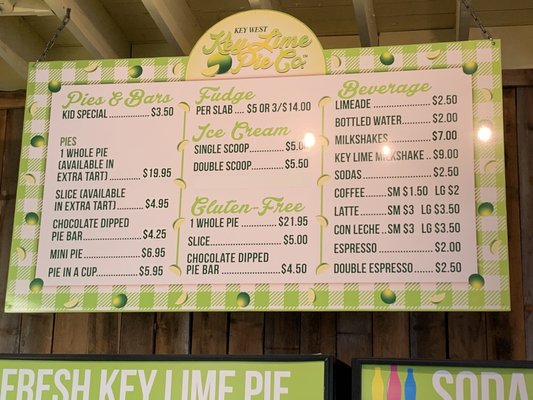 KEY WEST
Key Lime
Pie Co.
Pies & Bars
KID SPECIAL ................ $3.50
PIES
1 WHOLE PIE
(AVAILABLE IN
EXTRA TART) ............ $19.95
SLICE (AVAILABLE
IN EXTRA TART) ......... $4.95
CHOCOLATE DIPPED
PIE BAR ................ $4.25
MINI PIE ............... $6.95
PIE IN A CUP ........... $5.95
Fudge
PER SLAB ... $5 OR 3/$14.00
Ice Cream
SINGLE SCOOP ........... $5.00
DOUBLE SCOOP ........... $5.50
Gluten-Free
1 WHOLE PIE ............ $21.95
SLICE .................. $5.00
CHOCOLATE DIPPED
PIE BAR ................ $4.50
Beverage
LIMEADE ................ $2.50
BOTTLED WATER .......... $2.00
MILKSHAKES ............. $7.00
KEY LIME MILKSHAKE .. $9.00
SODAS .................. $2.50
COFFEE ....... SM $1.50 LG $2
LATTE ........ SM $3 LG $3.50
CON LECHE .. SM $3 LG $3.50
ESPRESSO ............... $2.00
DOUBLE ESPRESSO ...... $2.50
FRESH KEY LIME PIE
SODA